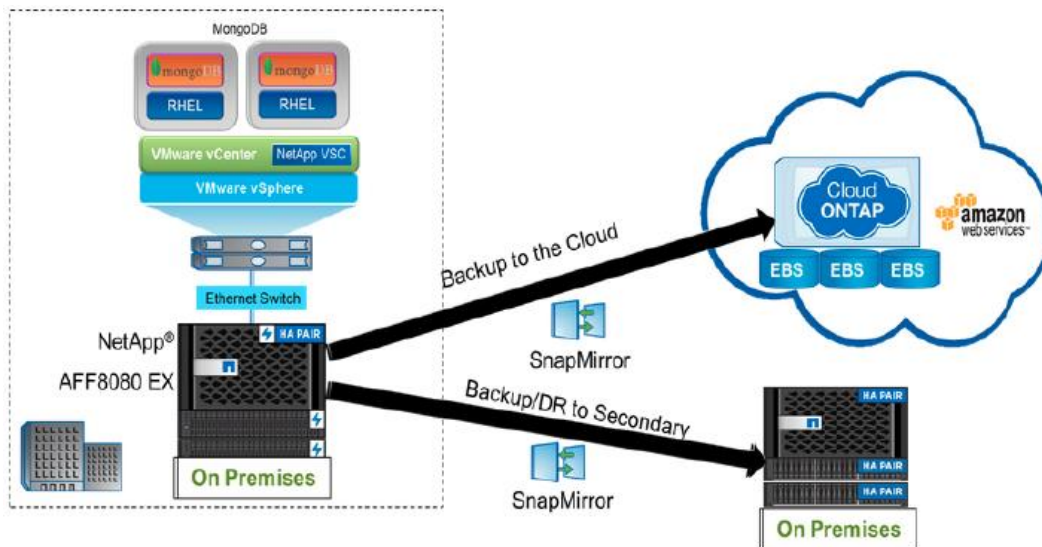 MongoDB
mongoDB
mongoDB
RHEL
RHEL
VMware vCenter
NetApp VSC
VMware vSphere
Ethernet Switch
NetApp®
AFF8080 EX
HA PAIR
On Premises
Backup to the Cloud
SnapMirror
Cloud
ONTAP
amazon
webservices™
EBS
EBS
EBS
Backup/DR to Secondary
SnapMirror
HA PAIR
HA PAIR
HA PAIR
On Premises